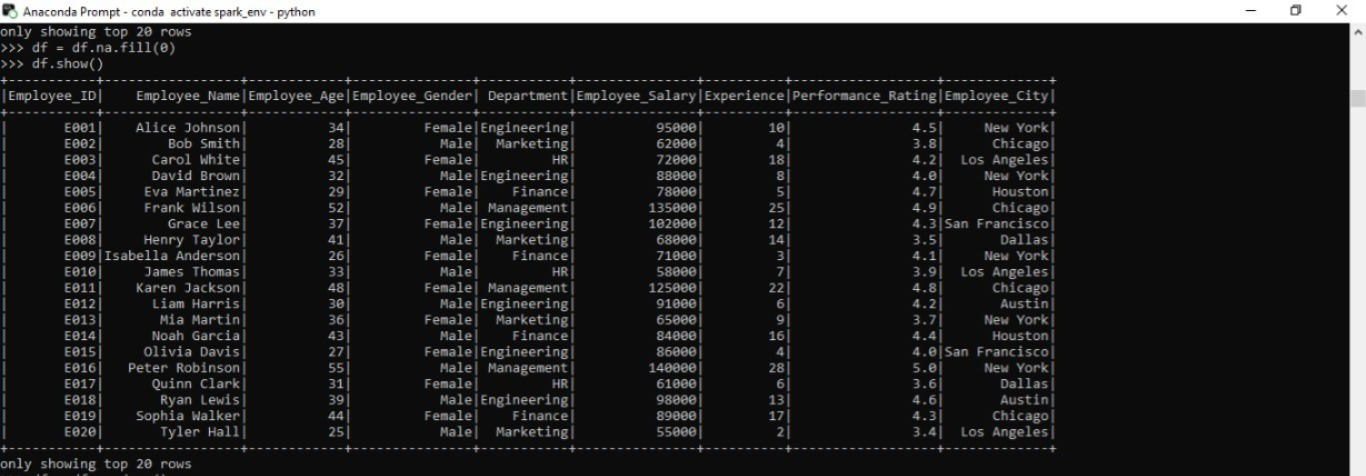 Anaconda Prompt - conda activate spark_env - python
only showing top 20 rows
>>> df = df.na.fill(0)
>>> df.show()
+-----------+-----------------+------------+---------------+-----------+---------------+----------+------------------+-------------+
|Employee_ID|    Employee_Name|Employee_Age|Employee_Gender| Department|Employee_Salary|Experience|Performance_Rating|Employee_City|
+-----------+-----------------+------------+---------------+-----------+---------------+----------+------------------+-------------+
|       E001|    Alice Johnson|          34|         Female|Engineering|          95000|        10|               4.5|     New York|
|       E002|        Bob Smith|          28|           Male|  Marketing|          62000|         4|               3.8|      Chicago|
|       E003|      Carol White|          45|         Female|         HR|          72000|        18|               4.2|  Los Angeles|
|       E004|      David Brown|          32|           Male|Engineering|          88000|         8|               4.0|     New York|
|       E005|     Eva Martinez|          29|         Female|    Finance|          78000|         5|               4.7|      Houston|
|       E006|     Frank Wilson|          52|           Male| Management|         135000|        25|               4.9|      Chicago|
|       E007|        Grace Lee|          37|         Female|Engineering|         102000|        12|               4.3|San Francisco|
|       E008|     Henry Taylor|          41|           Male|  Marketing|          68000|        14|               3.5|       Dallas|
|       E009|Isabella Anderson|          26|         Female|    Finance|          71000|         3|               4.1|     New York|
|       E010|     James Thomas|          33|           Male|         HR|          58000|         7|               3.9|  Los Angeles|
|       E011|    Karen Jackson|          48|         Female| Management|         125000|        22|               4.8|      Chicago|
|       E012|      Liam Harris|          30|           Male|Engineering|          91000|         6|               4.2|       Austin|
|       E013|       Mia Martin|          36|         Female|  Marketing|          65000|         9|               3.7|     New York|
|       E014|      Noah Garcia|          43|           Male|    Finance|          84000|        16|               4.4|      Houston|
|       E015|     Olivia Davis|          27|         Female|Engineering|          86000|         4|               4.0|San Francisco|
|       E016|   Peter Robinson|          55|           Male| Management|         140000|        28|               5.0|     New York|
|       E017|      Quinn Clark|          31|         Female|         HR|          61000|         6|               3.6|       Dallas|
|       E018|       Ryan Lewis|          39|           Male|Engineering|          98000|        13|               4.6|       Austin|
|       E019|    Sophia Walker|          44|         Female|    Finance|          89000|        17|               4.3|      Chicago|
|       E020|       Tyler Hall|          25|           Male|  Marketing|          55000|         2|               3.4|  Los Angeles|
+-----------+-----------------+------------+---------------+-----------+---------------+----------+------------------+-------------+
only showing top 20 rows